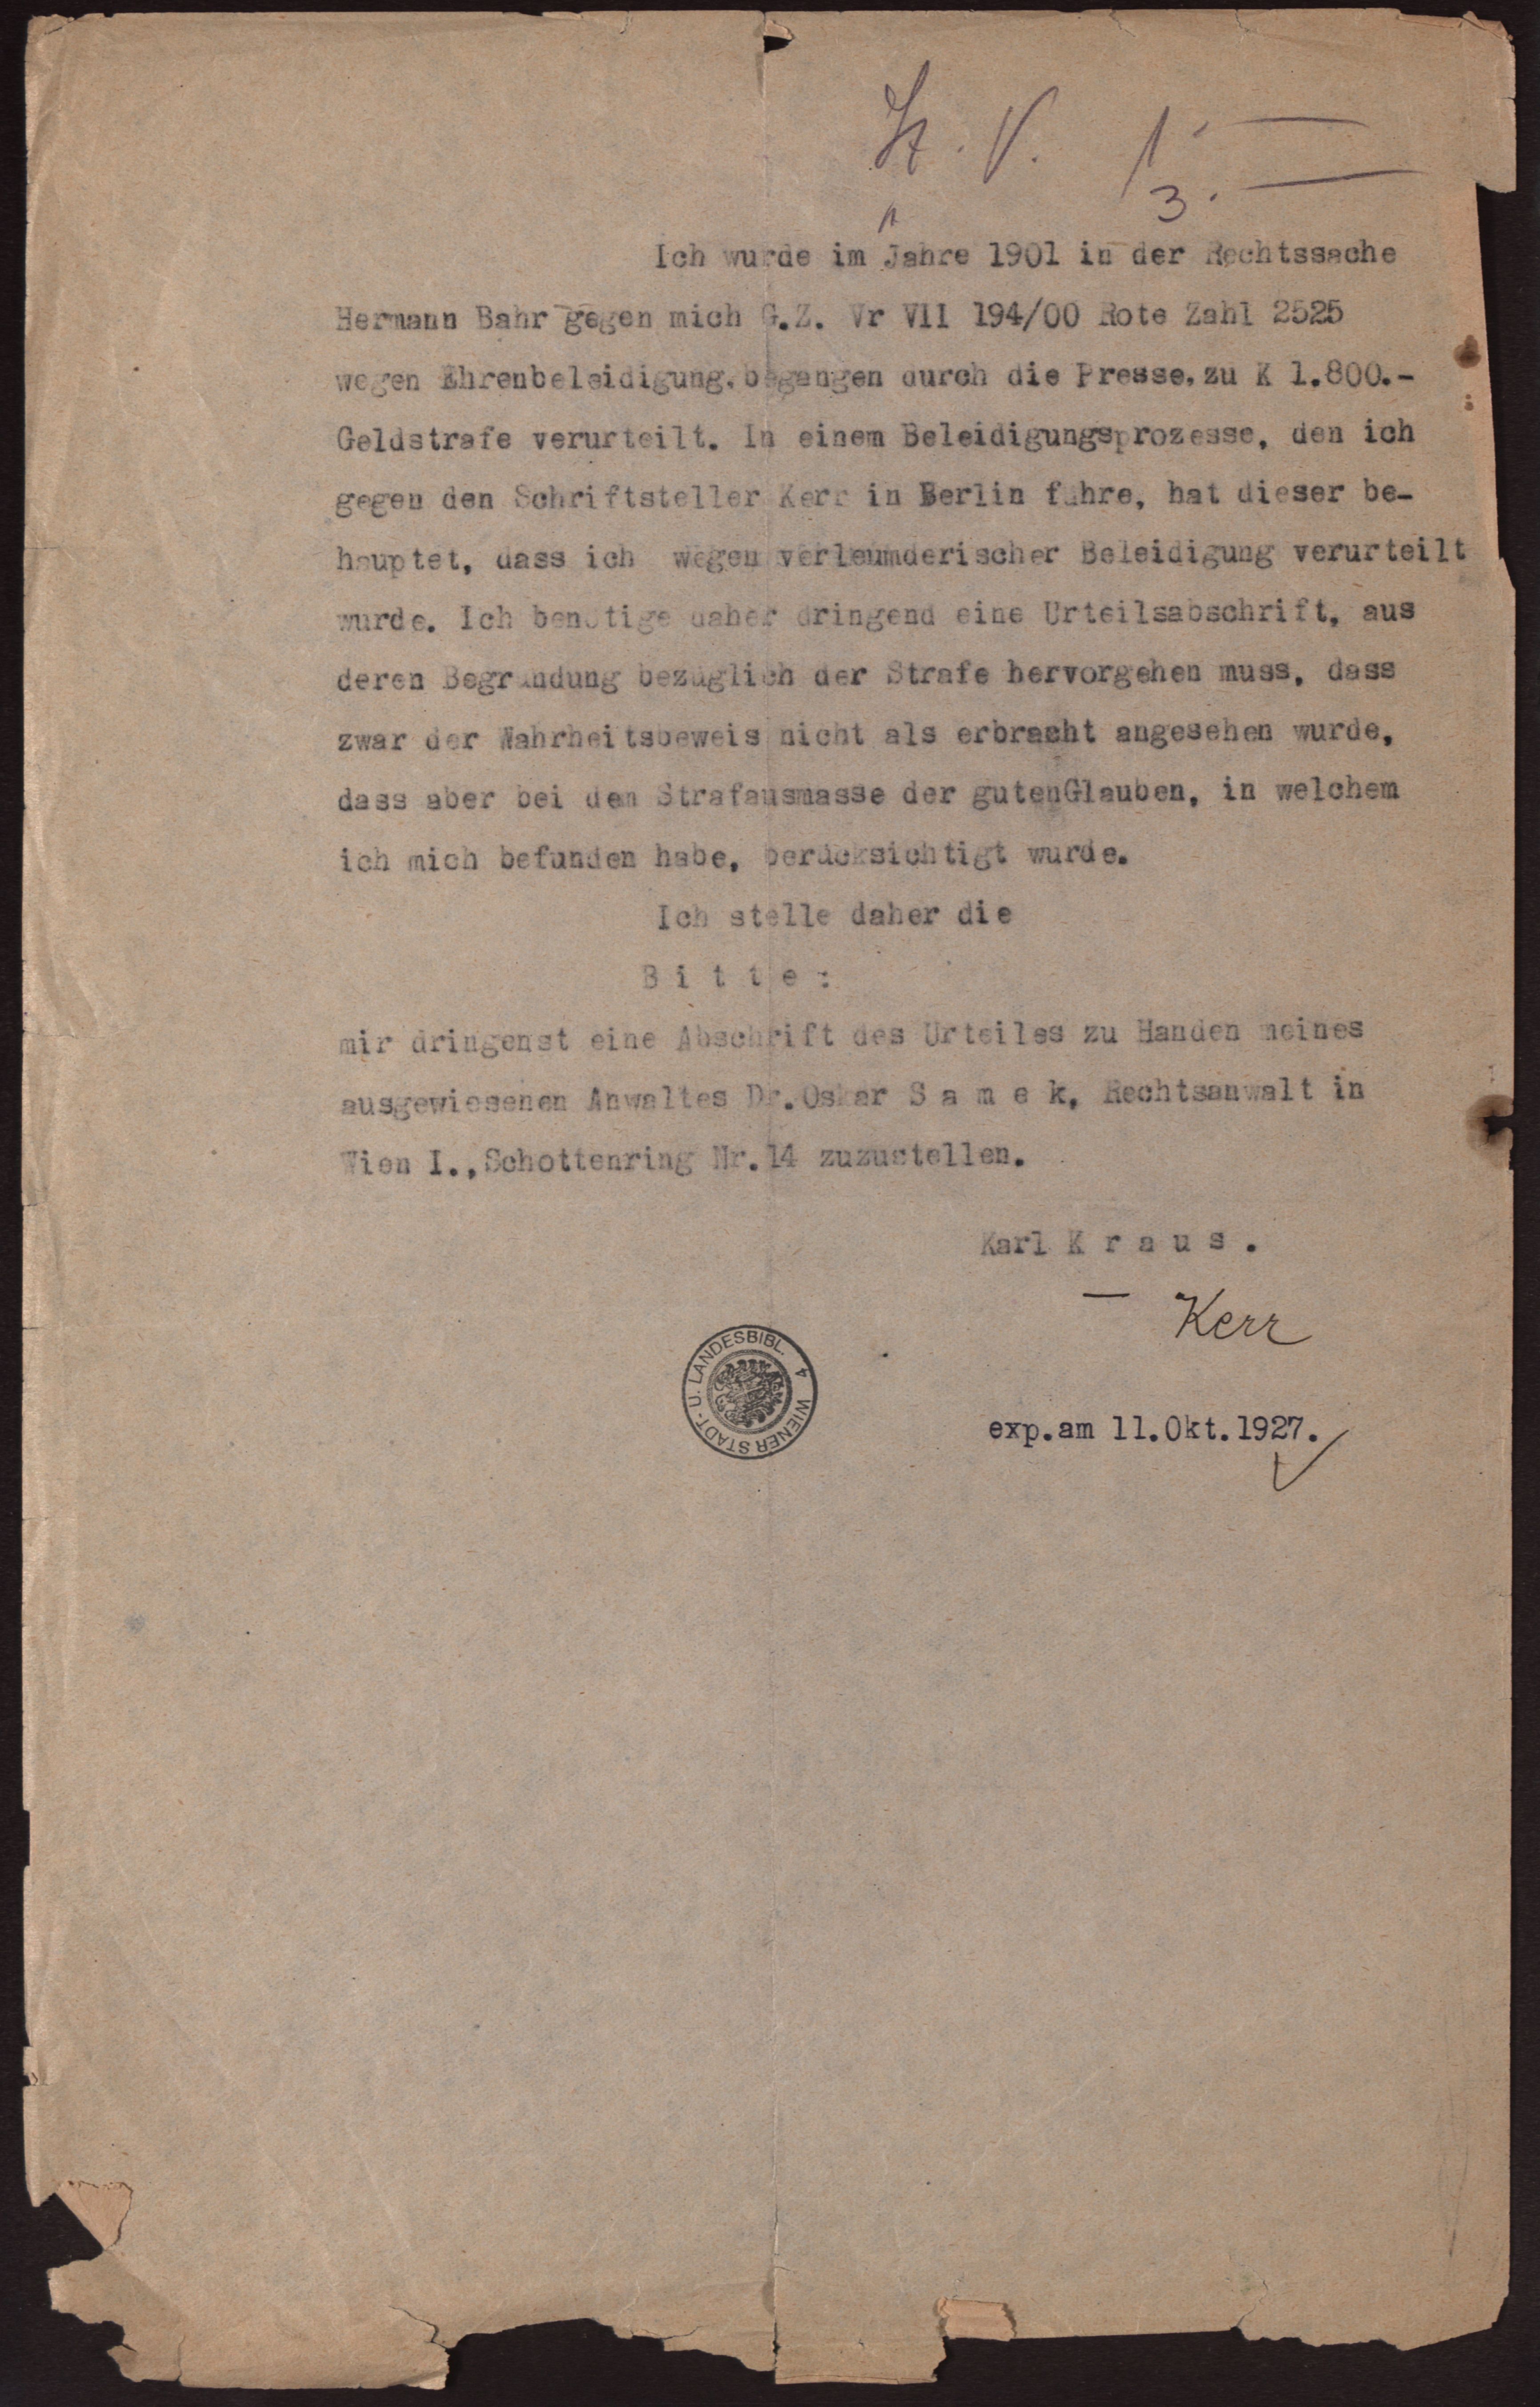 St. V. 1.—
3.—
Ich wurde im Jahre 1901 in der Rechtssache
Hermann Bahr gegen mich G.Z. Vr VII 194/00 Rote Zahl 2525
wegen Ehrenbeleidigung, begangen durch die Presse, zu K 1.800.-
Geldstrafe verurteilt. In einem Beleidigungsprozesse, den ich
gegen den Schriftsteller Kerr in Berlin führe, hat dieser be-
hauptet, dass ich wegen verleumderischer Beleidigung verurteilt
wurde. Ich benötige daher dringend eine Urteilsabschrift, aus
deren Begründung bezüglich der Strafe hervorgehen muss, dass
zwar der Wahrheitsbeweis nicht als erbracht angesehen wurde,
dass aber bei dem Strafausmasse der gutenGlauben, in welchem
ich mich befunden habe, berücksichtigt wurde.
Ich stelle daher die
B i t t e :
mir dringenst eine Abschrift des Urteiles zu Handen meines
ausgewiesenen Anwaltes Dr.Oskar S a m e k, Rechtsanwalt in
Wien I.,Schottenring Nr.14 zuzustellen.
Karl K r a u s .
— Kerr
WIENER STADT- U. LANDESBIBL. 4
exp.am 11.Okt.1927.